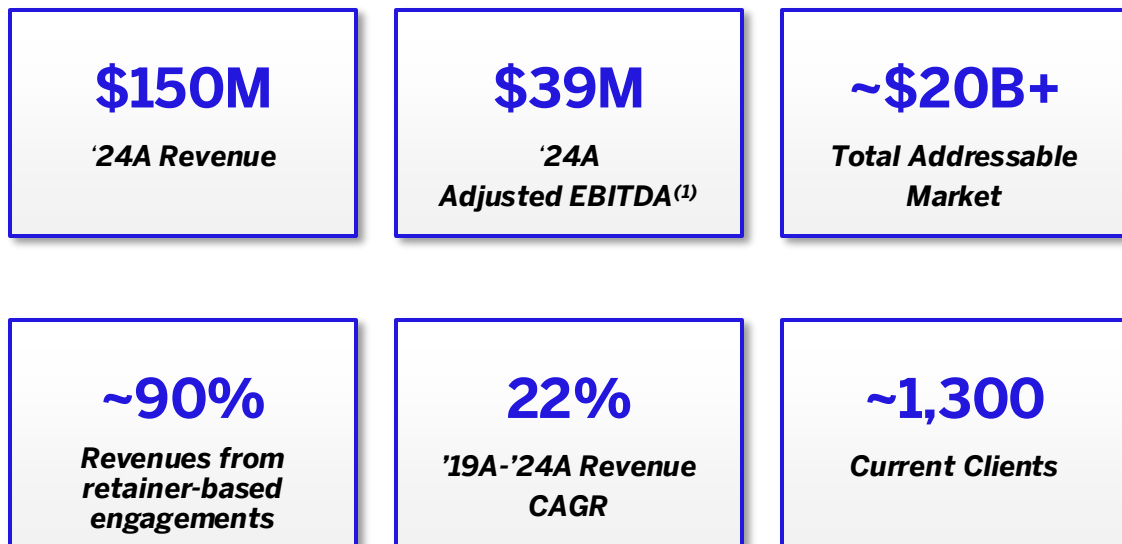 $150M
‘24A Revenue
$39M
‘24A
Adjusted EBITDA(1)
~$20B+
Total Addressable
Market
~90%
Revenues from
retainer-based
engagements
22%
’19A-’24A Revenue
CAGR
~1,300
Current Clients